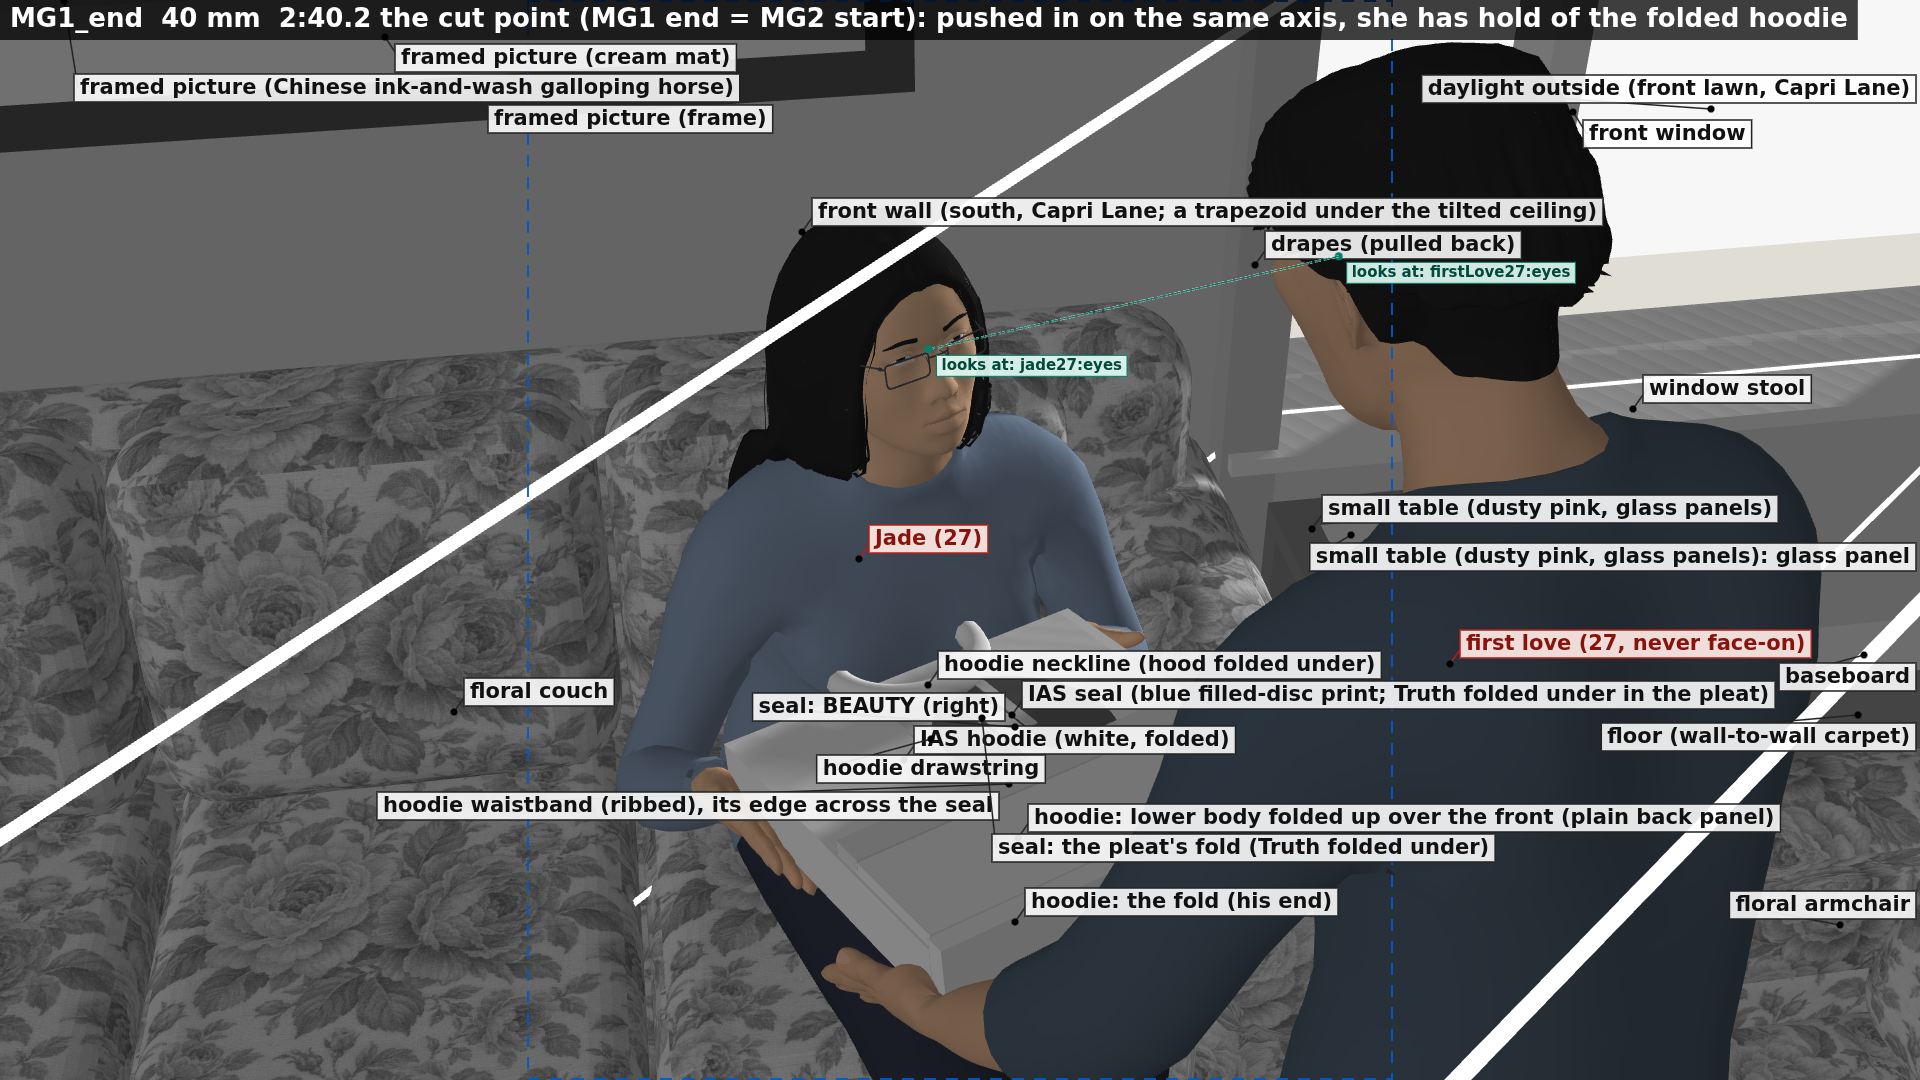 MG1_end  40 mm  2:40.2 the cut point (MG1 end = MG2 start): pushed in on the same axis, she has hold of the folded hoodie
framed picture (cream mat)
framed picture (Chinese ink-and-wash galloping horse)
daylight outside (front lawn, Capri Lane)
framed picture (frame)
front window
front wall (south, Capri Lane; a trapezoid under the tilted ceiling)
drapes (pulled back)
looks at: firstLove27:eyes
looks at: jade27:eyes
window stool
small table (dusty pink, glass panels)
Jade (27)
small table (dusty pink, glass panels): glass panel
first love (27, never face-on)
hoodie neckline (hood folded under)
baseboard
floral couch
IAS seal (blue filled-disc print; Truth folded under in the pleat)
seal: BEAUTY (right)
IAS hoodie (white, folded)
floor (wall-to-wall carpet)
hoodie drawstring
hoodie waistband (ribbed), its edge across the seal
hoodie: lower body folded up over the front (plain back panel)
seal: the pleat's fold (Truth folded under)
hoodie: the fold (his end)
floral armchair